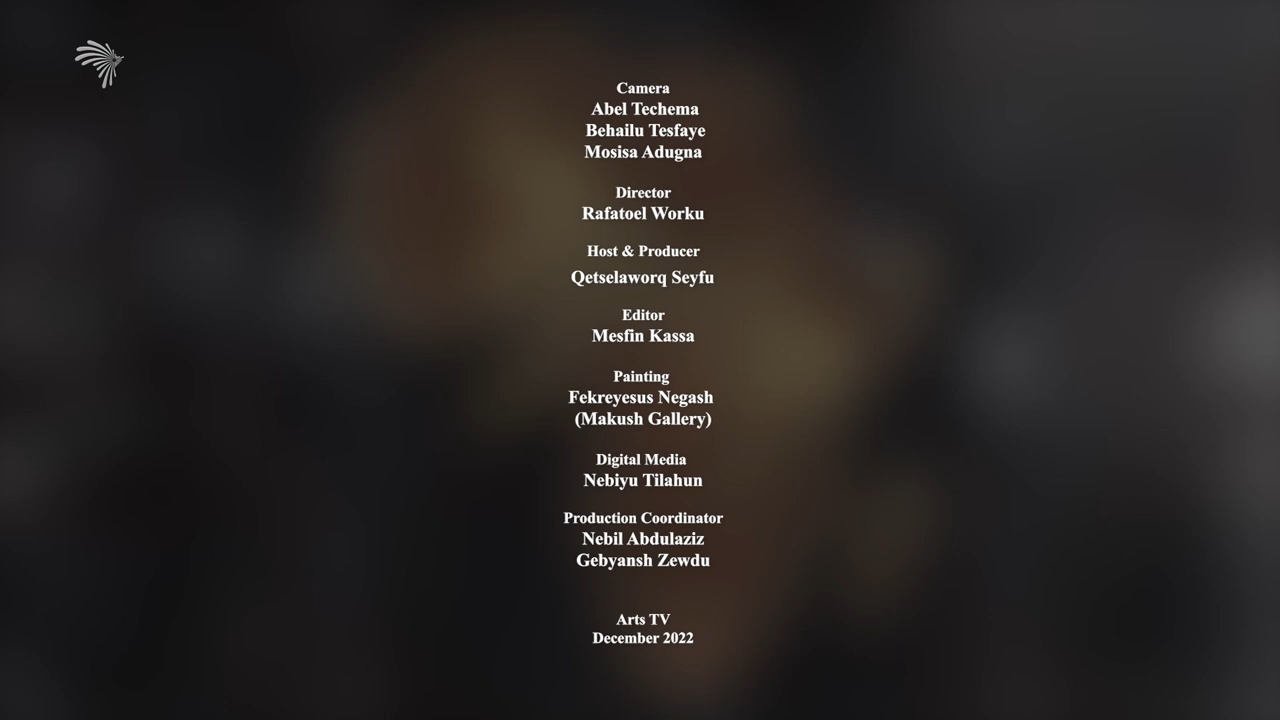 Camera
Abel Techema
Behailu Tesfaye
Mosisa Adugna
Director
Rafatoel Worku
Host & Producer
Qetselaworq Seyfu
Editor
Mesfin Kassa
Painting
Fekreyesus Negash
(Makush Gallery)
Digital Media
Nebiyu Tilahun
Production Coordinator
Nebil Abdulaziz
Gebyansh Zewdu
Arts TV
December 2022